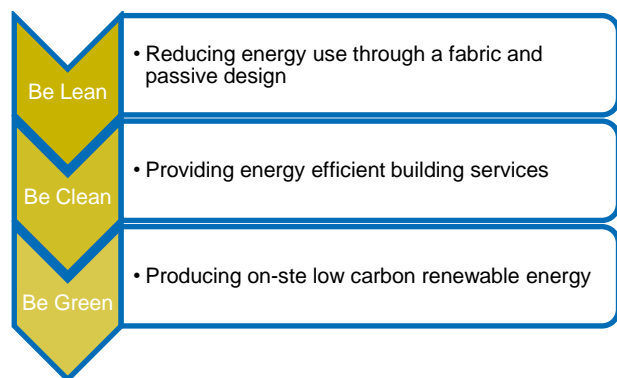 Be Lean
• Reducing energy use through a fabric and
passive design
Be Clean
• Providing energy efficient building services
Be Green
• Producing on-ste low carbon renewable energy